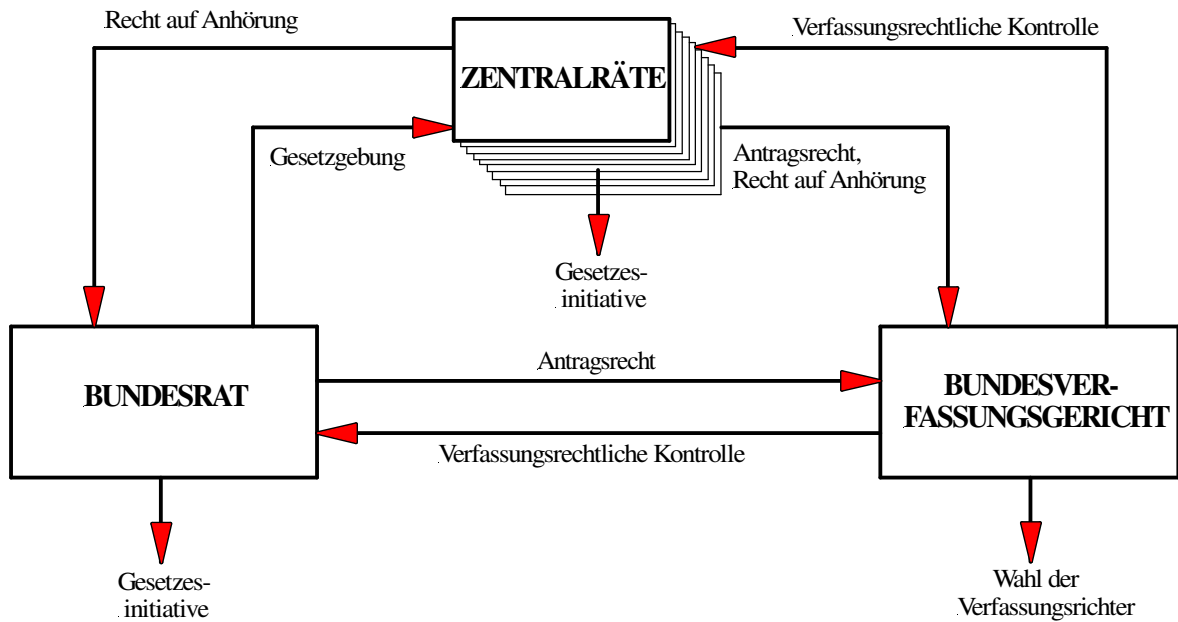 Recht auf Anhörung
Verfassungsrechtliche Kontrolle
ZENTRALRÄTE
Gesetzgebung
Antragsrecht,
Recht auf Anhörung
Gesetzes-
initiative
Antragsrecht
BUNDESRAT
BUNDESVER-
FASSUNGSGERICHT
Verfassungsrechtliche Kontrolle
Gesetzes-
initiative
Wahl der
Verfassungsrichter